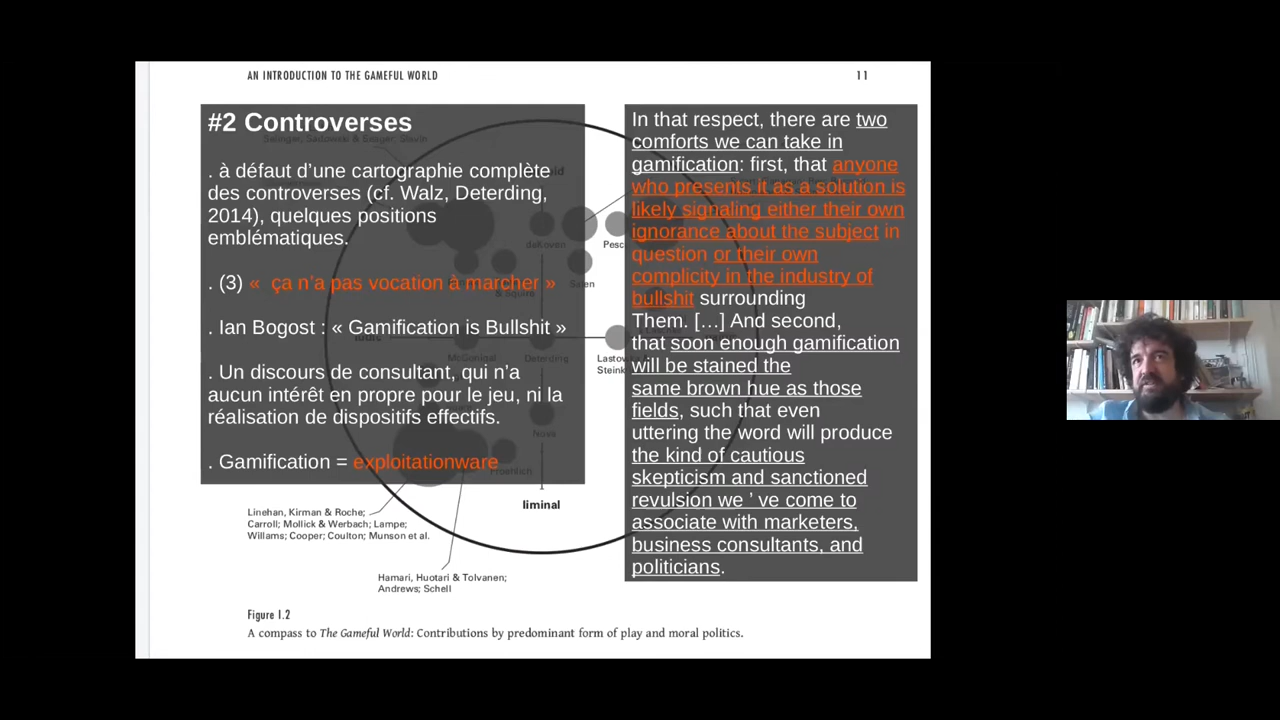 AN INTRODUCTION TO THE GAMEFUL WORLD
11
#2 Controverses
. à défaut d’une cartographie complète
des controverses (cf. Walz, Deterding,
2014), quelques positions
emblématiques.
. (3) « ça n’a pas vocation à marcher »
. Ian Bogost : « Gamification is Bullshit »
. Un discours de consultant, qui n’a
aucun intérêt en propre pour le jeu, ni la
réalisation de dispositifs effectifs.
. Gamification = exploitationware
In that respect, there are two
comforts we can take in
gamification: first, that anyone
who presents it as a solution is
likely signaling either their own
ignorance about the subject in
question or their own
complicity in the industry of
bullshit surrounding
Them. […] And second,
that soon enough gamification
will be stained the
same brown hue as those
fields, such that even
uttering the word will produce
the kind of cautious
skepticism and sanctioned
revulsion we ’ ve come to
associate with marketers,
business consultants, and
politicians.
deKoven
Pesc
McGonigal
Deterding
Lastow
Steink
Nova
liminal
Linehan, Kirman & Roche;
Carroll; Mollick & Werbach; Lampe;
Willams; Cooper; Coulton; Munson et al.
Hamari, Huotari & Tolvanen;
Andrews; Schell
Figure 1.2
A compass to The Gameful World: Contributions by predominant form of play and moral politics.